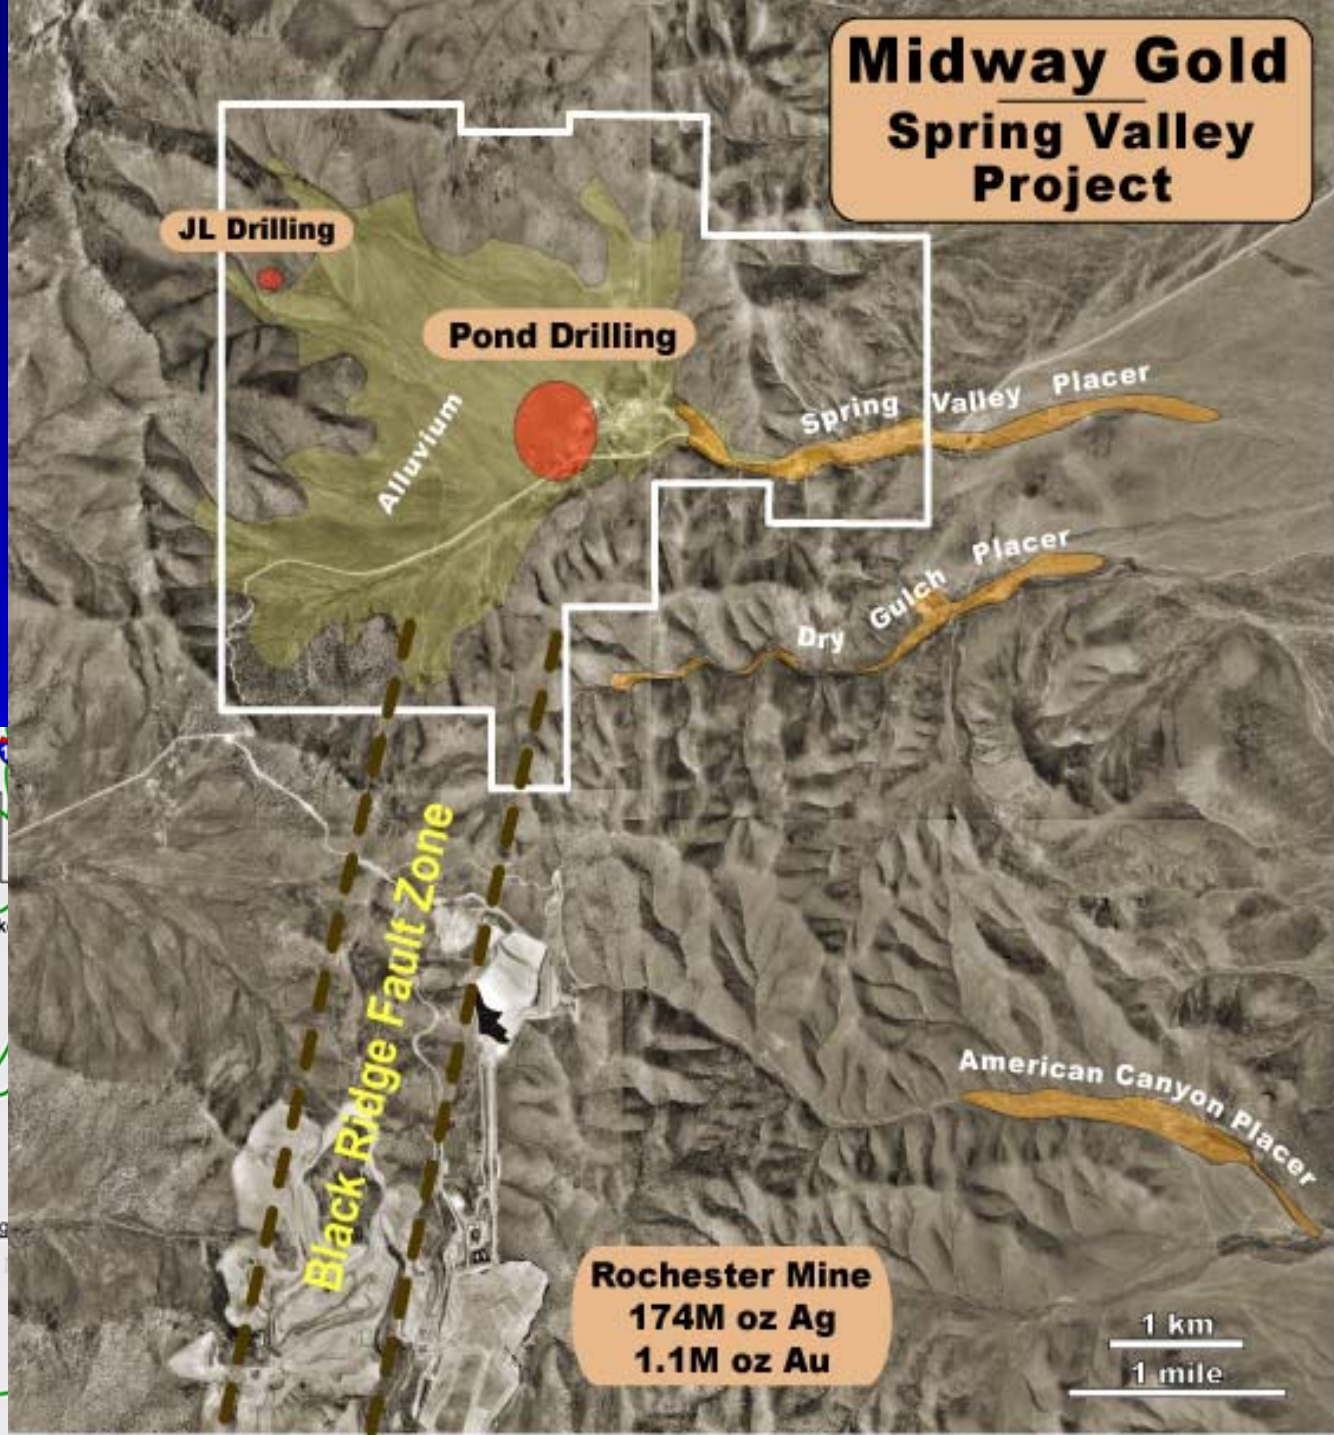 Midway Gold
Spring Valley
Project
JL Drilling
Pond Drilling
Alluvium
Spring Valley Placer
Dry Gulch Placer
Black Ridge Fault Zone
American Canyon Placer
Rochester Mine
174M oz Ag
1.1M oz Au
1 km
1 mile